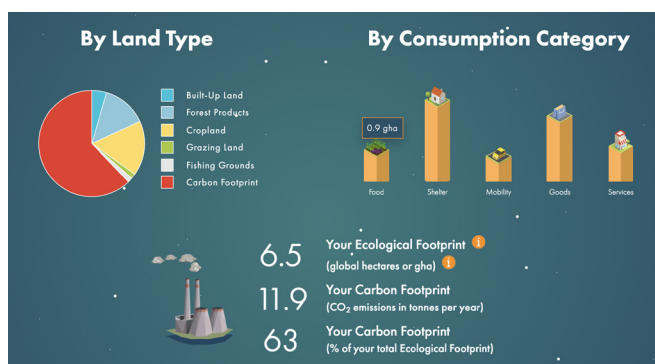 By Land Type
By Consumption Category
Built-Up Land
Forest Products
Cropland
Grazing Land
Fishing Grounds
Carbon Footprint
0.9 gha
Food
Shelter
Mobility
Goods
Services
6.5
Your Ecological Footprint i
(global hectares or gha) i
11.9
Your Carbon Footprint
(CO₂ emissions in tonnes per year)
63
Your Carbon Footprint
(% of your total Ecological Footprint)